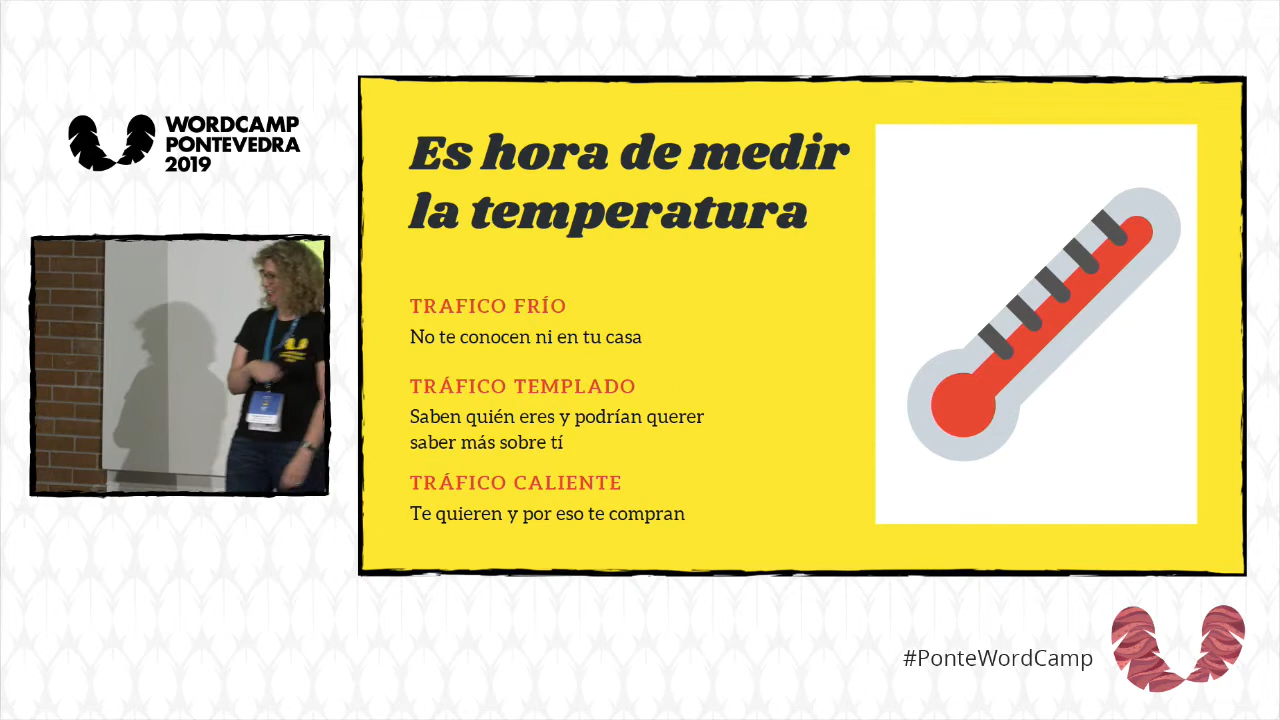 WORDCAMP
PONTEVEDRA
2019
Es hora de medir
la temperatura
TRAFICO FRÍO
No te conocen ni en tu casa
TRÁFICO TEMPLADO
Saben quién eres y podrían querer
saber más sobre tí
TRÁFICO CALIENTE
Te quieren y por eso te compran
#PonteWordCamp